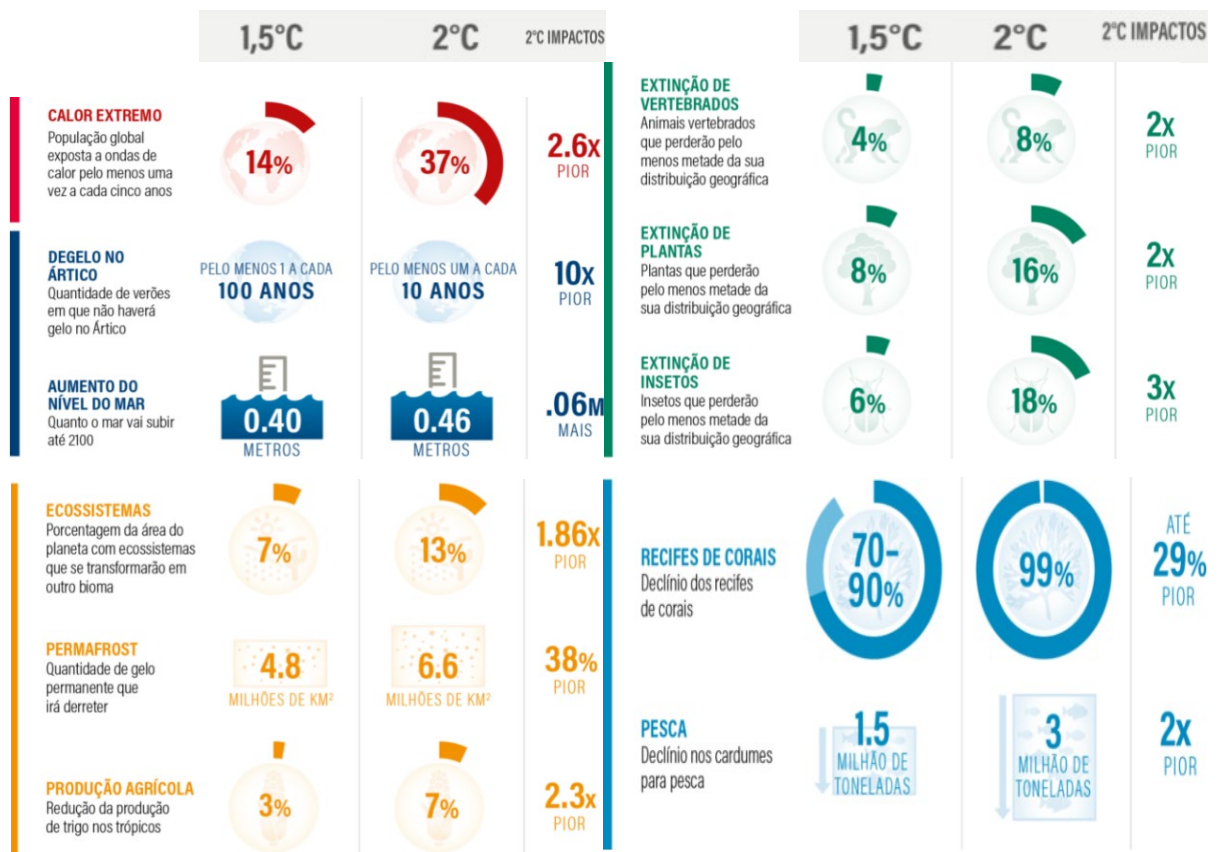 1,5°C 2°C 2°C IMPACTOS
CALOR EXTREMO
População global
exposta a ondas de
calor pelo menos uma
vez a cada cinco anos
14%
37%
2.6x
PIOR
DEGELO NO
ÁRTICO
Quantidade de verões
em que não haverá
gelo no Ártico
PELO MENOS 1 A CADA
100 ANOS
PELO MENOS UM A CADA
10 ANOS
10x
PIOR
AUMENTO DO
NÍVEL DO MAR
Quanto o mar vai subir
até 2100
0.40
METROS
0.46
METROS
.06M
MAIS
ECOSSISTEMAS
Porcentagem da área do
planeta com ecossistemas
que se transformarão em
outro bioma
7%
13%
1.86x
PIOR
PERMAFROST
Quantidade de gelo
permanente que
irá derreter
4.8
MILHÕES DE KM²
6.6
MILHÕES DE KM²
38%
PIOR
PRODUÇÃO AGRÍCOLA
Redução da produção
de trigo nos trópicos
3%
7%
2.3x
PIOR
1,5°C 2°C 2°C IMPACTOS
EXTINÇÃO DE
VERTEBRADOS
Animais vertebrados
que perderão pelo
menos metade da sua
distribuição geográfica
4%
8%
2x
PIOR
EXTINÇÃO DE
PLANTAS
Plantas que perderão
pelo menos metade da
sua distribuição geográfica
8%
16%
2x
PIOR
EXTINÇÃO DE
INSETOS
Insetos que perderão
pelo menos metade da
sua distribuição geográfica
6%
18%
3x
PIOR
RECIFES DE CORAIS
Declínio dos recifes
de corais
70-
90%
99%
ATÉ
29%
PIOR
PESCA
Declínio nos cardumes
para pesca
1.5
MILHÃO DE
TONELADAS
3
MILHÃO DE
TONELADAS
2x
PIOR